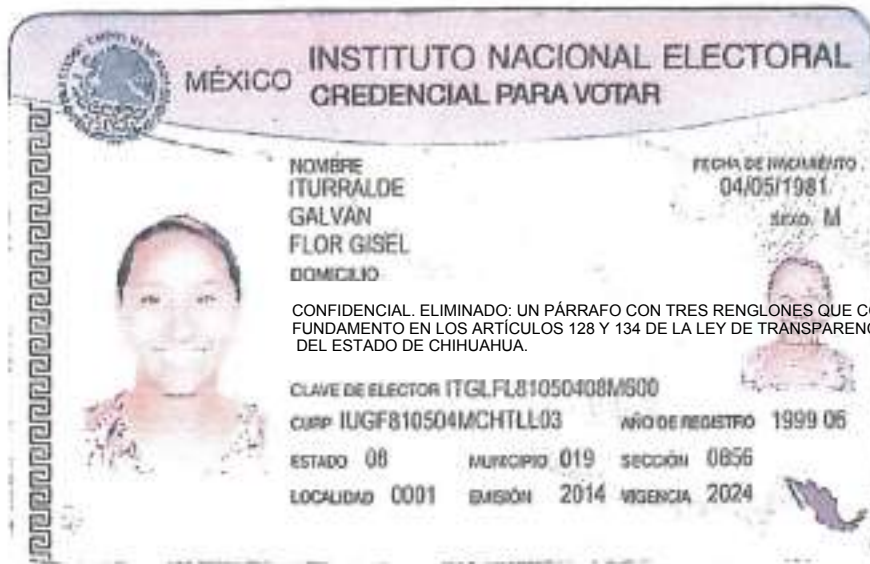 MÉXICO INSTITUTO NACIONAL ELECTORAL
CREDENCIAL PARA VOTAR
NOMBRE
ITURRALDE
GALVAN
FLOR GISEL
FECHA DE NACIMIENTO
04/05/1981
SEXO M
DOMICILIO
CONFIDENCIAL. ELIMINADO: UN PÁRRAFO CON TRES RENGLONES QUE CO
FUNDAMENTO EN LOS ARTÍCULOS 128 Y 134 DE LA LEY DE TRANSPARENC
DEL ESTADO DE CHIHUAHUA.
CLAVE DE ELECTOR ITGLFL81050408M600
CURP IUGF810504MCHTLL03 AÑO DE REGISTRO 1999 06
ESTADO 08 MUNICIPIO 019 SECCIÓN 0856
LOCALIDAD 0001 EMISIÓN 2014 VIGENCIA 2024